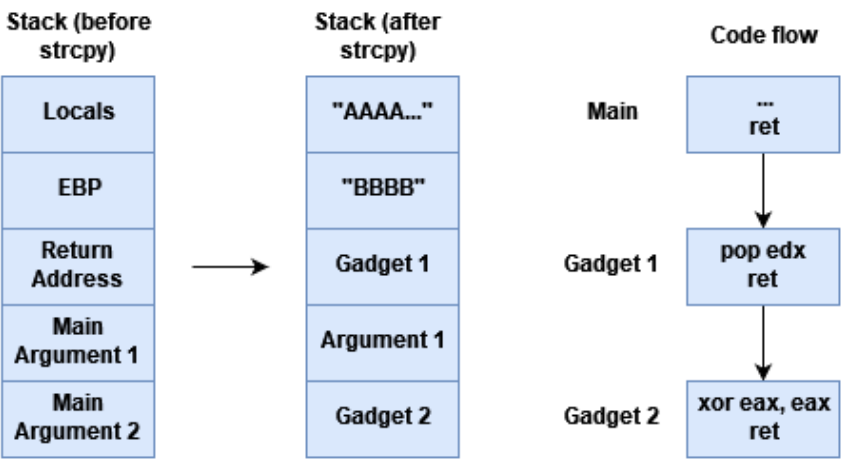 Stack (before
strcpy)
Locals
EBP
Return
Address
Main
Argument 1
Main
Argument 2
Stack (after
strcpy)
"AAAA..."
"BBBB"
Gadget 1
Argument 1
Gadget 2
Code flow
Main
...
ret
Gadget 1
pop edx
ret
Gadget 2
xor eax, eax
ret